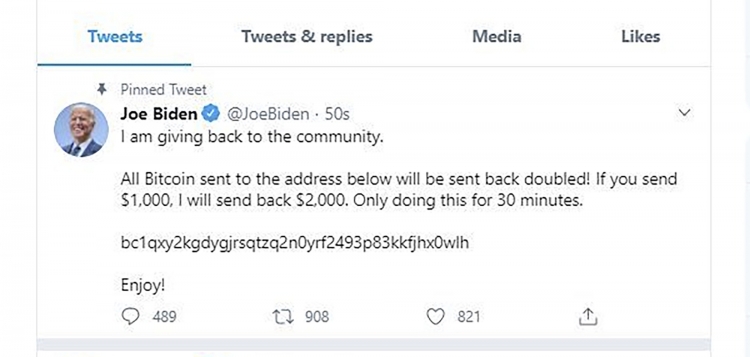 Tweets Tweets & replies Media Likes
Pinned Tweet
Joe Biden @JoeBiden · 50s
I am giving back to the community.
All Bitcoin sent to the address below will be sent back doubled! If you send
$1,000, I will send back $2,000. Only doing this for 30 minutes.
bc1qxy2kgdygjrsqtzq2n0yrf2493p83kkfjhx0wlh
Enjoy!
489 908 821